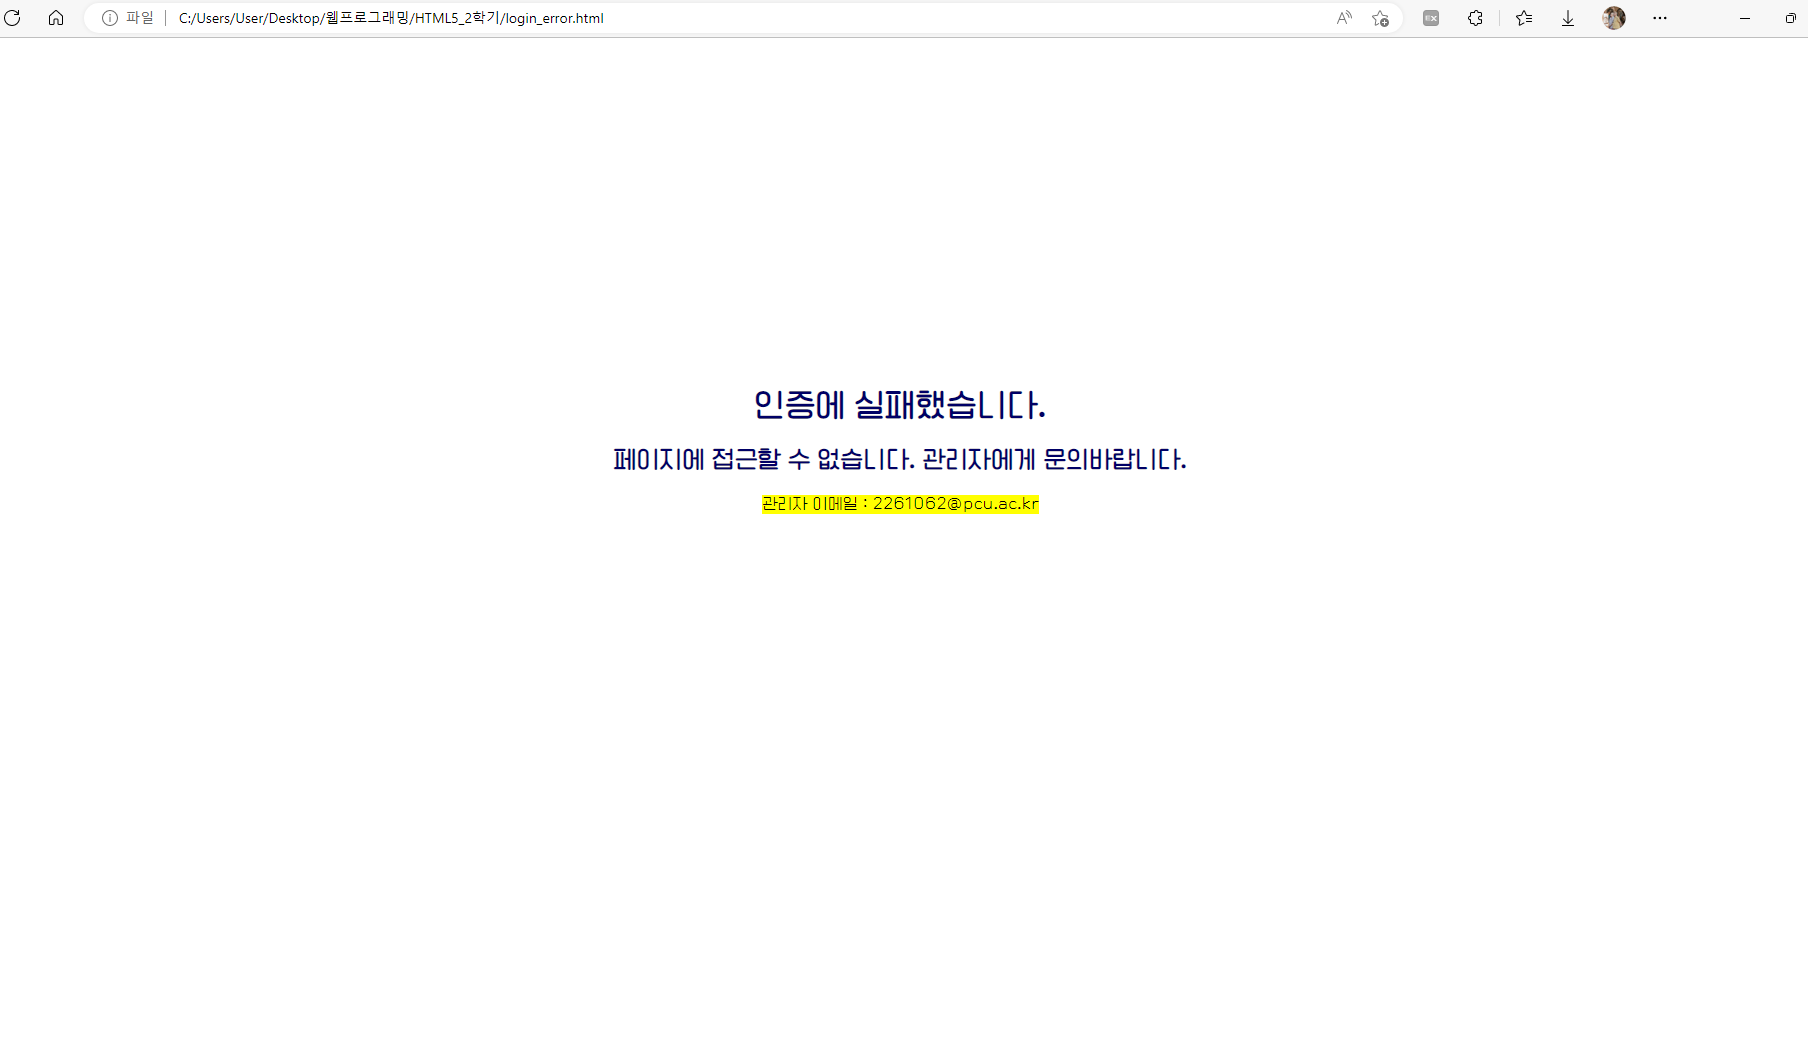 파일
C:/Users/User/Desktop/웹프로그래밍/HTML5_2학기/login_error.html
인증에 실패했습니다.
페이지에 접근할 수 없습니다. 관리자에게 문의바랍니다.
관리자 이메일 : 2261062@pcu.ac.kr